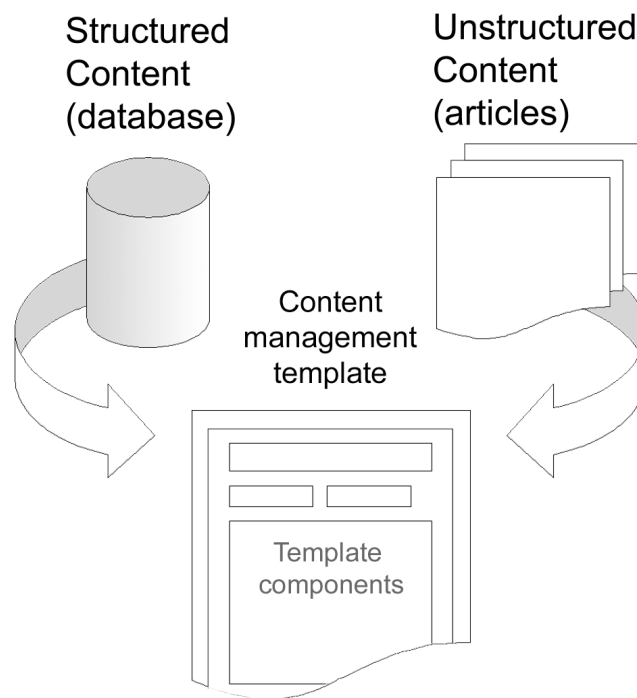 Structured
Content
(database)
Unstructured
Content
(articles)
Content
management
template
Template
components